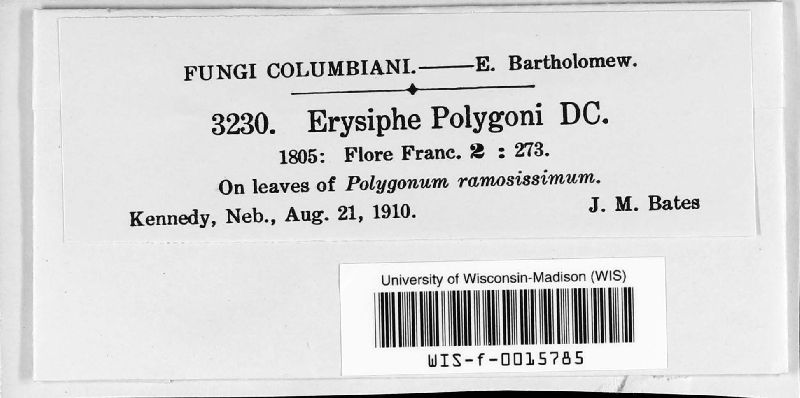 FUNGI COLUMBIANI.——E. Bartholomew.
3230. Erysiphe Polygoni DC.
1805: Flore Franc. 2 : 273.
On leaves of Polygonum ramosissimum.
Kennedy, Neb., Aug. 21, 1910. J. M. Bates
University of Wisconsin-Madison (WIS)
WIS-f-0015785